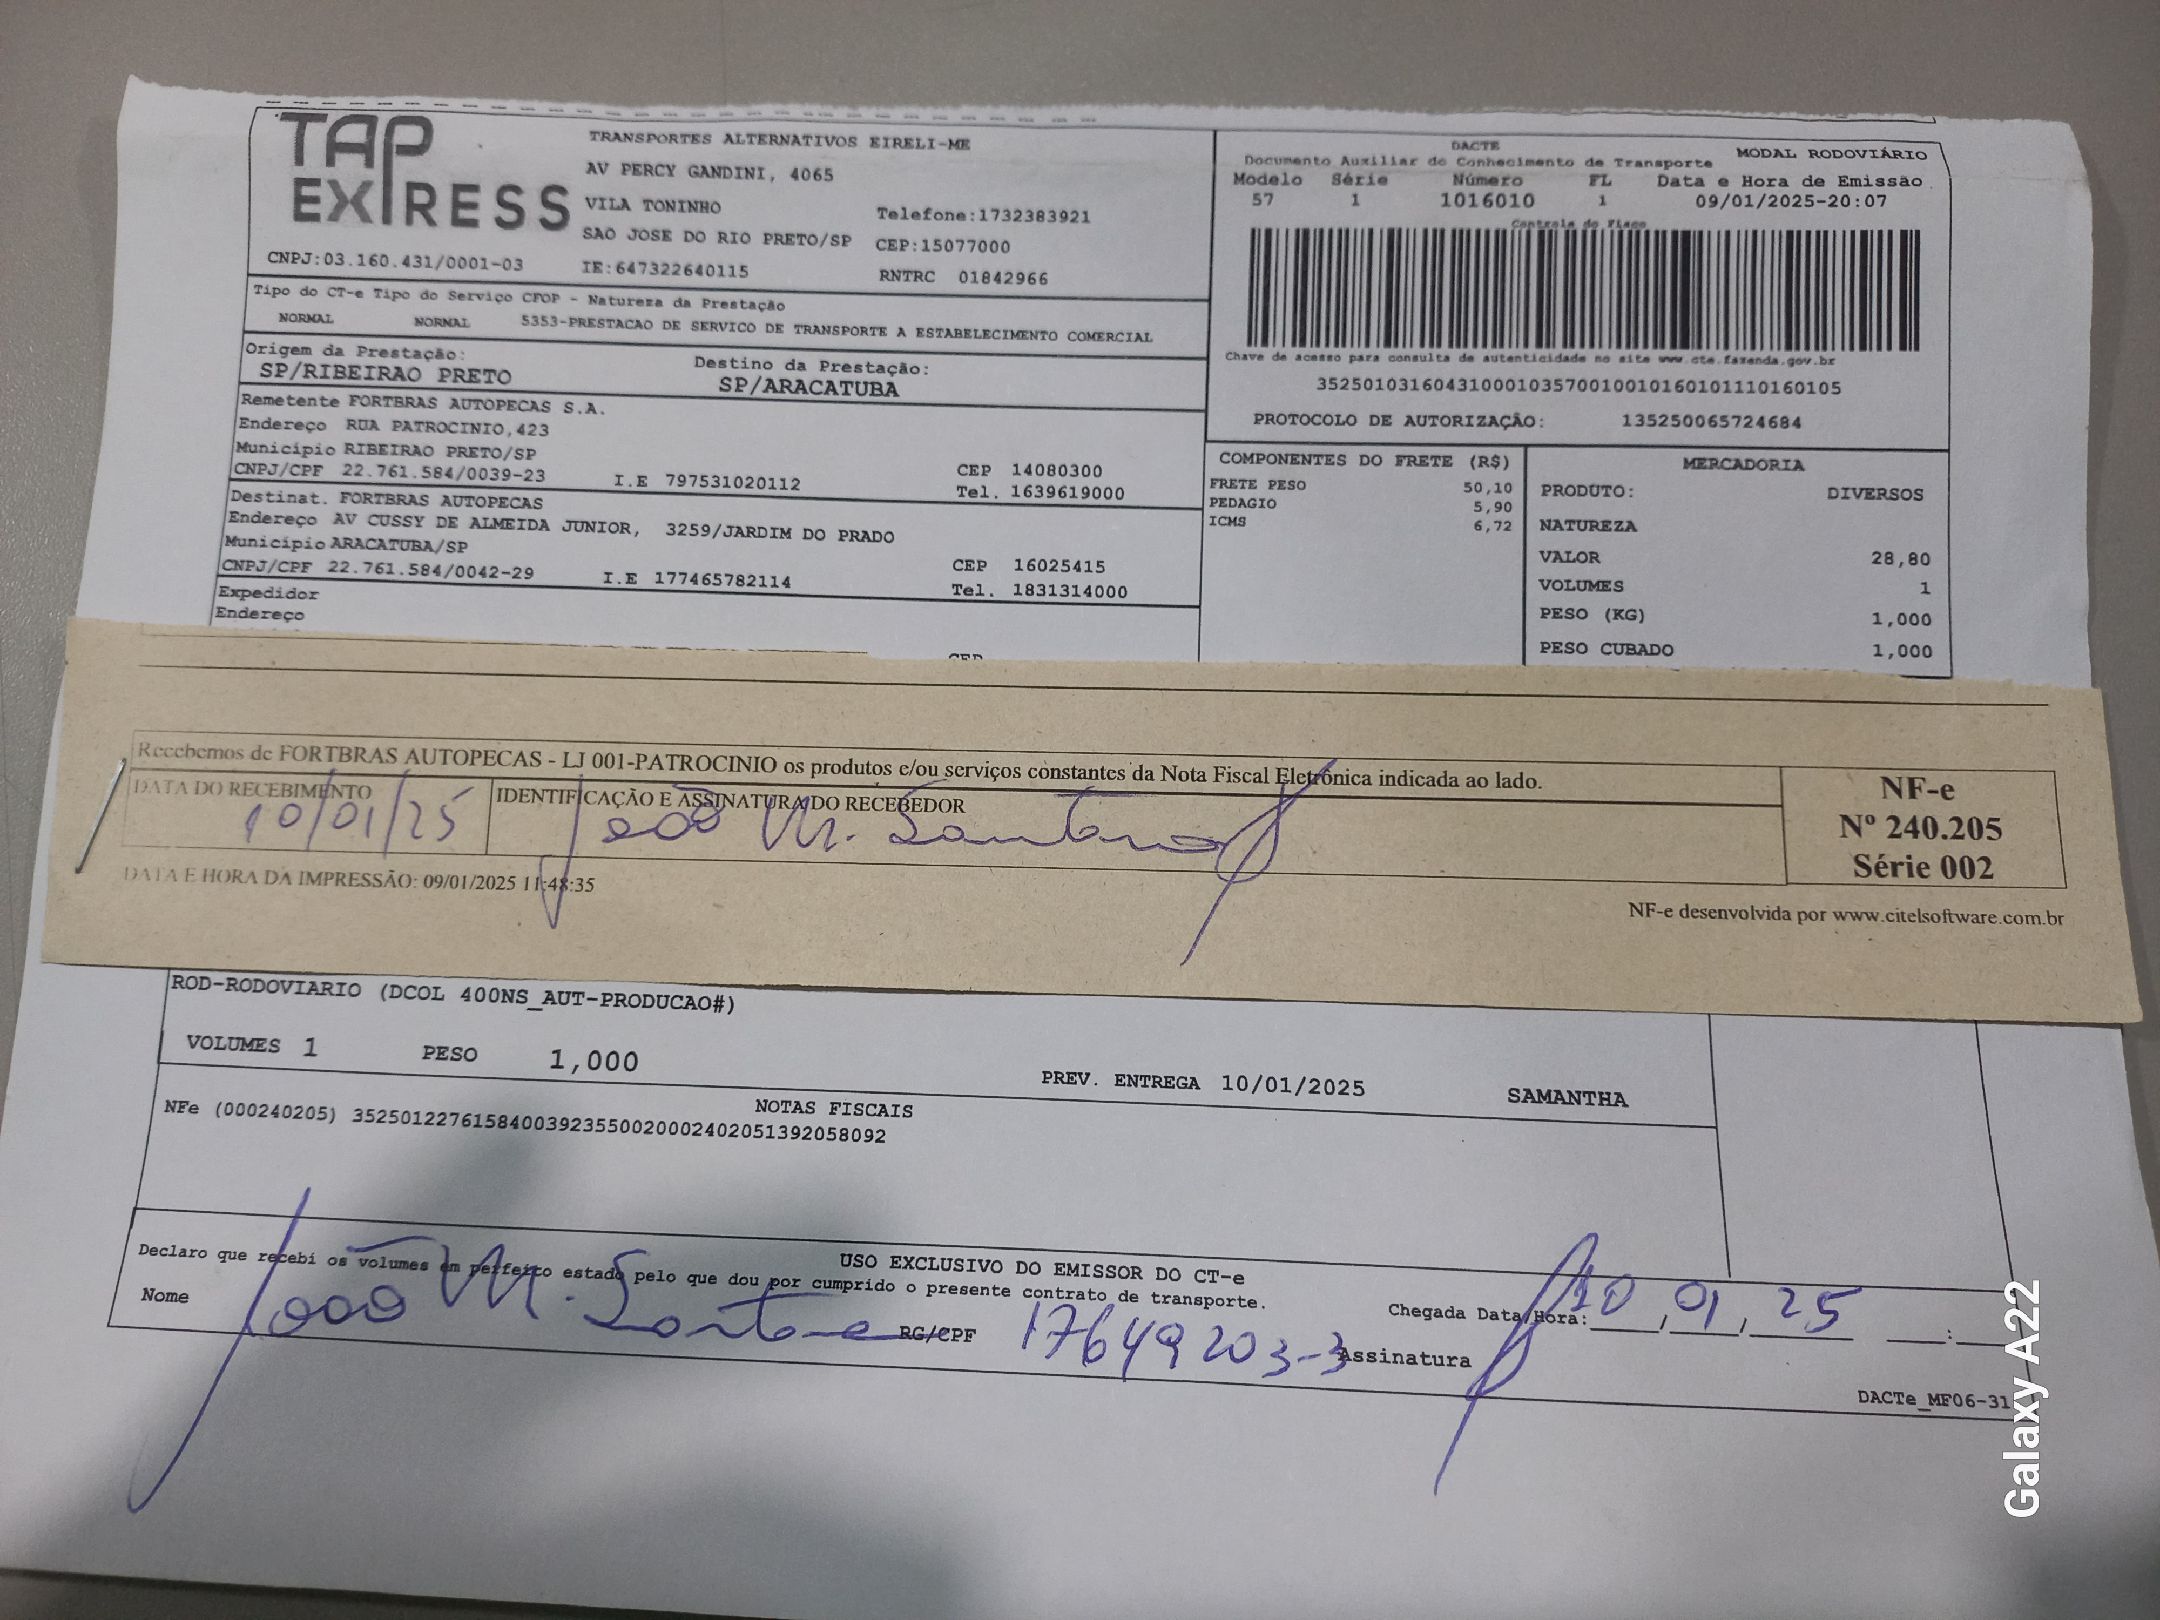 TAP EXPRESS
TRANSPORTES ALTERNATIVOS EIRELI-ME
AV PERCY GANDINI, 4065
VILA TONINHO Telefone:1732383921
SAO JOSE DO RIO PRETO/SP CEP:15077000
CNPJ:03.160.431/0001-03 IE:647322640115 RNTRC 01842966
DACTE
Documento Auxiliar do Conhecimento de Transporte MODAL RODOVIÁRIO
Modelo Série Número FL Data e Hora de Emissão
57 1 1016010 1 09/01/2025-20:07
Controle do Fisco
Chave de acesso para consulta de autenticidade no site www.cte.fazenda.gov.br
35250103160431000103570010010160101110160105
PROTOCOLO DE AUTORIZAÇÃO: 135250065724684
Tipo do CT-e Tipo do Serviço CFOP - Natureza da Prestação
NORMAL NORMAL 5353-PRESTACAO DE SERVICO DE TRANSPORTE A ESTABELECIMENTO COMERCIAL
Origem da Prestação: Destino da Prestação:
SP/RIBEIRAO PRETO SP/ARACATUBA
Remetente FORTBRAS AUTOPECAS S.A.
Endereço RUA PATROCINIO,423
Município RIBEIRAO PRETO/SP CEP 14080300
CNPJ/CPF 22.761.584/0039-23 I.E 797531020112 Tel. 1639619000
Destinat. FORTBRAS AUTOPECAS
Endereço AV CUSSY DE ALMEIDA JUNIOR, 3259/JARDIM DO PRADO
Município ARACATUBA/SP CEP 16025415
CNPJ/CPF 22.761.584/0042-29 I.E 177465782114 Tel. 1831314000
Expedidor
Endereço
CEP
COMPONENTES DO FRETE (R$)
FRETE PESO 50,10
PEDAGIO 5,90
ICMS 6,72
MERCADORIA
PRODUTO: DIVERSOS
NATUREZA
VALOR 28,80
VOLUMES 1
PESO (KG) 1,000
PESO CUBADO 1,000
Recebemos de FORTBRAS AUTOPECAS - LJ 001-PATROCINIO os produtos e/ou serviços constantes da Nota Fiscal Eletrônica indicada ao lado.
DATA DO RECEBIMENTO IDENTIFICAÇÃO E ASSINATURA DO RECEBEDOR
10/01/25 João M. Santana
DATA E HORA DA IMPRESSÃO: 09/01/2025 11:48:35
NF-e
Nº 240.205
Série 002
NF-e desenvolvida por www.citelsoftware.com.br
ROD-RODOVIARIO (DCOL 400NS_AUT-PRODUCAO#)
VOLUMES 1 PESO 1,000 PREV. ENTREGA 10/01/2025 SAMANTHA
NOTAS FISCAIS
NFe (000240205) 35250122761584003923550020002402051392058092
USO EXCLUSIVO DO EMISSOR DO CT-e
Declaro que recebi os volumes em perfeito estado pelo que dou por cumprido o presente contrato de transporte.
Nome João M. Santana RG/CPF 17649203-3 Chegada Data/Hora: 10, 01, 25 :
Assinatura
DACTe_MF06-31
Galaxy A22